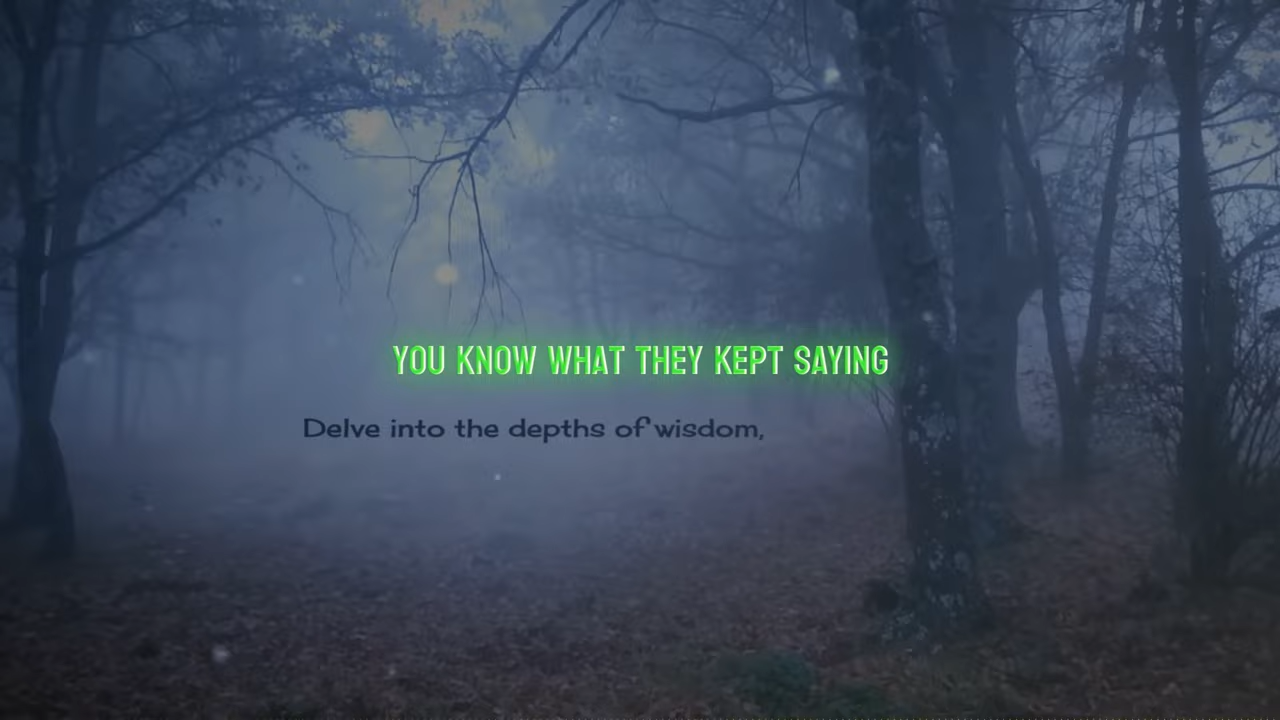 YOU KNOW WHAT THEY KEPT SAYING
Delve into the depths of wisdom,